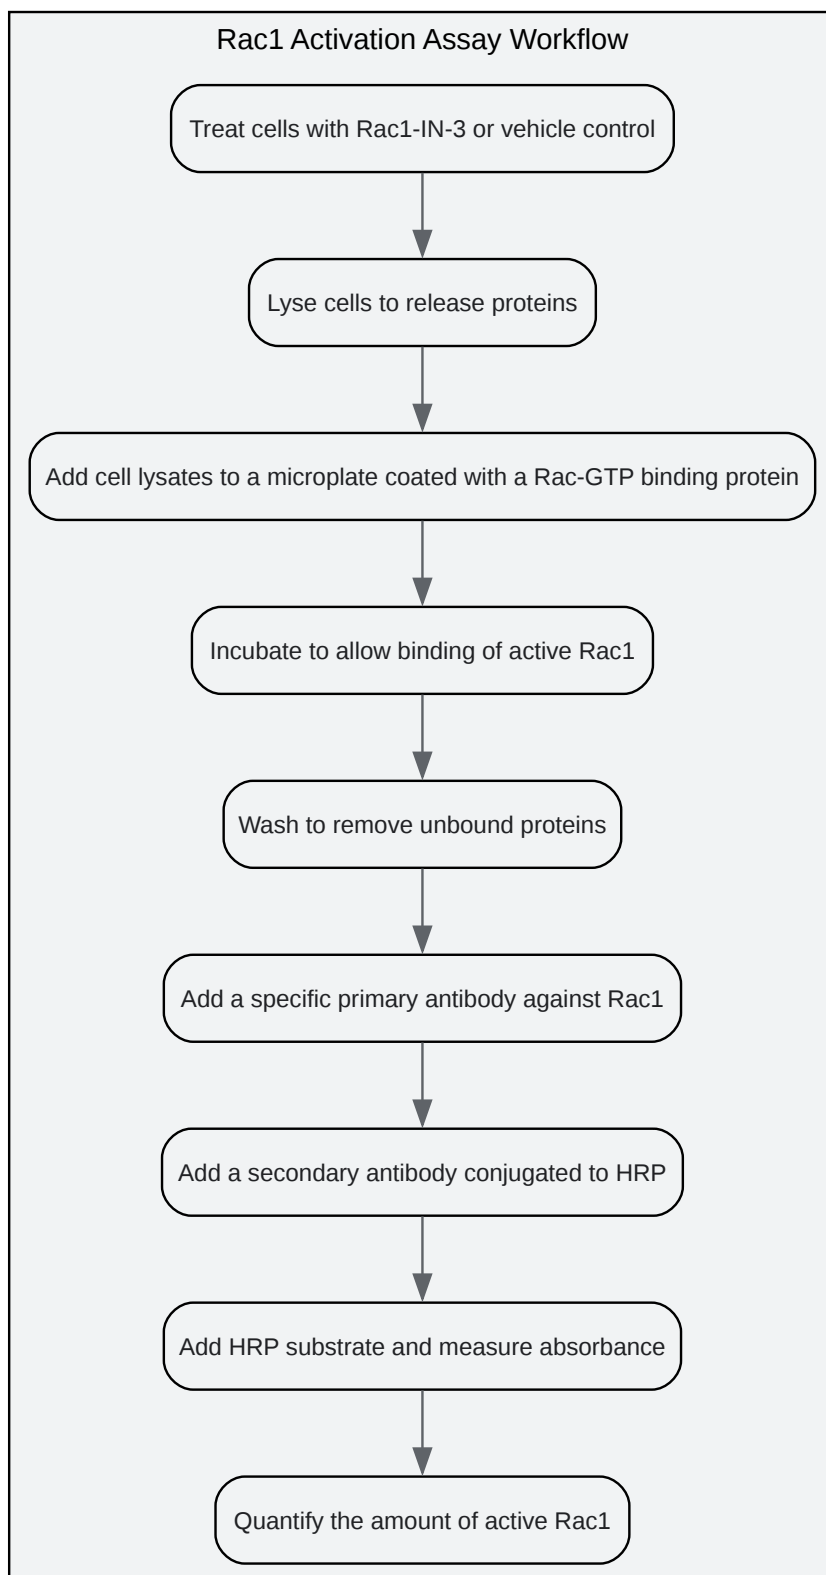 Rac1 Activation Assay Workflow
Treat cells with Rac1-IN-3 or vehicle control
Lyse cells to release proteins
Add cell lysates to a microplate coated with a Rac-GTP binding protein
Incubate to allow binding of active Rac1
Wash to remove unbound proteins
Add a specific primary antibody against Rac1
Add a secondary antibody conjugated to HRP
Add HRP substrate and measure absorbance
Quantify the amount of active Rac1